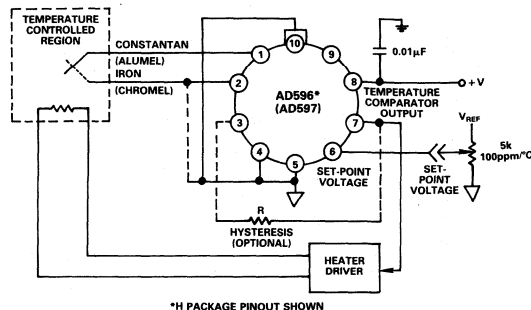 TEMPERATURE
CONTROLLED
REGION
CONSTANTAN
(ALUMEL)
IRON
(CHROMEL)
1
2
3
4
5
6
7
8
9
10
AD596*
(AD597)
0.01μF
+V
TEMPERATURE
COMPARATOR
OUTPUT
VREF
5k
100ppm/°C
SET-POINT
VOLTAGE
SET-
POINT
VOLTAGE
R
HYSTERESIS
(OPTIONAL)
HEATER
DRIVER
*H PACKAGE PINOUT SHOWN